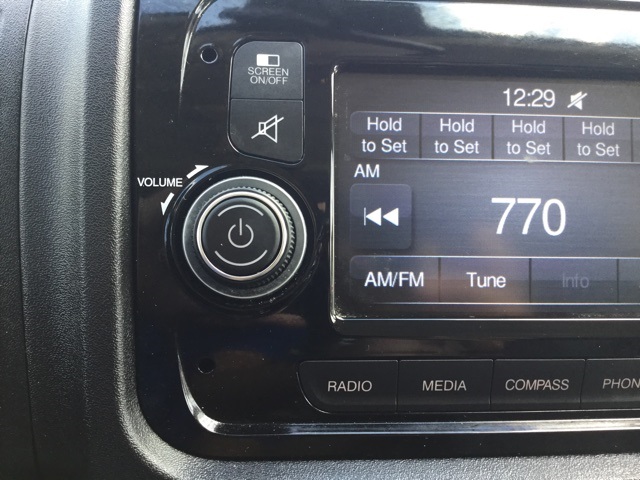 SCREEN
ON/OFF
VOLUME
12:29
Hold to Set
Hold to Set
Hold to Set
Hold to Set
AM
770
AM/FM Tune Info
RADIO MEDIA COMPASS PHON